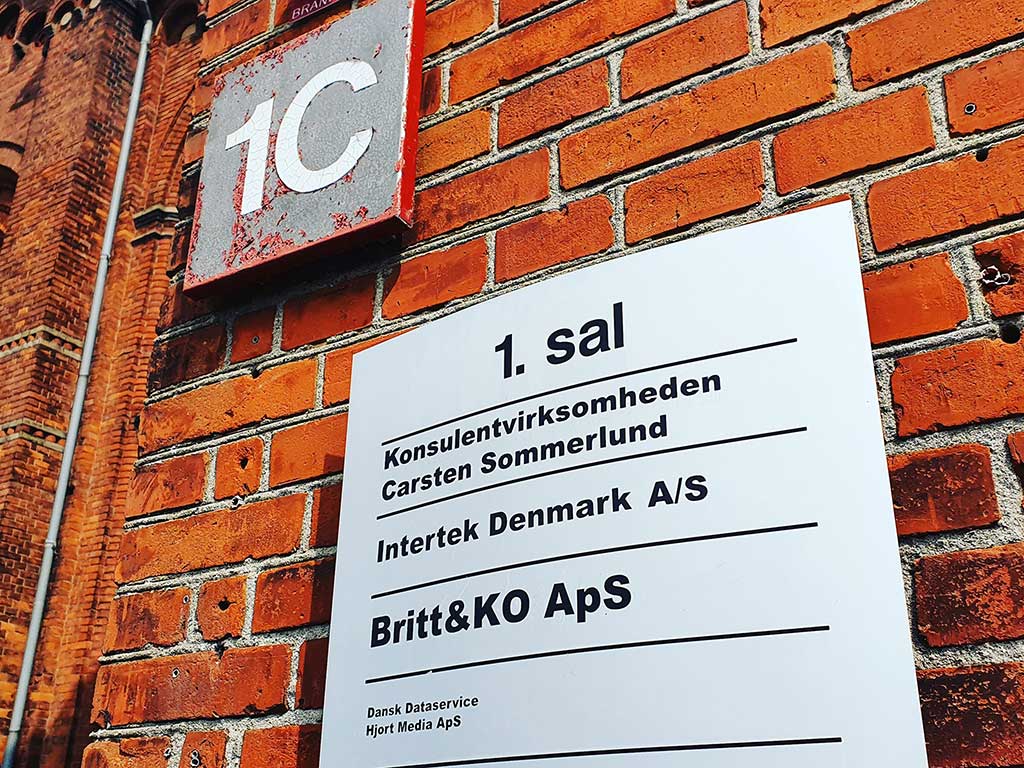 1C
1. sal
Konsulentvirksomheden
Carsten Sommerlund
Intertek Denmark A/S
Britt&KO ApS
Dansk Dataservice
Hjort Media ApS